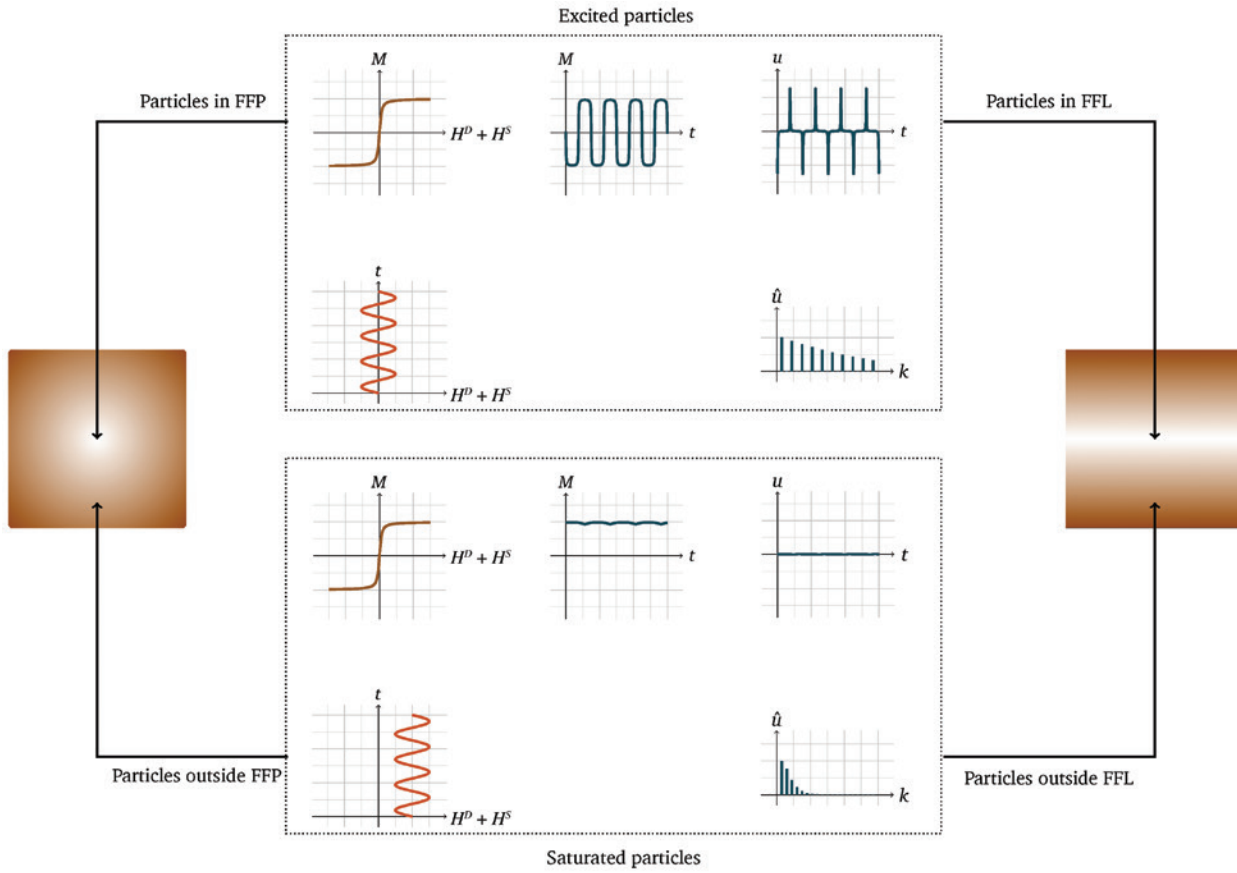 Excited particles
M
M
u
Particles in FFP
Particles in FFL
H^D + H^S
t
t
t
û
H^D + H^S
k
M
M
u
H^D + H^S
t
t
t
û
Particles outside FFP
Particles outside FFL
H^D + H^S
k
Saturated particles